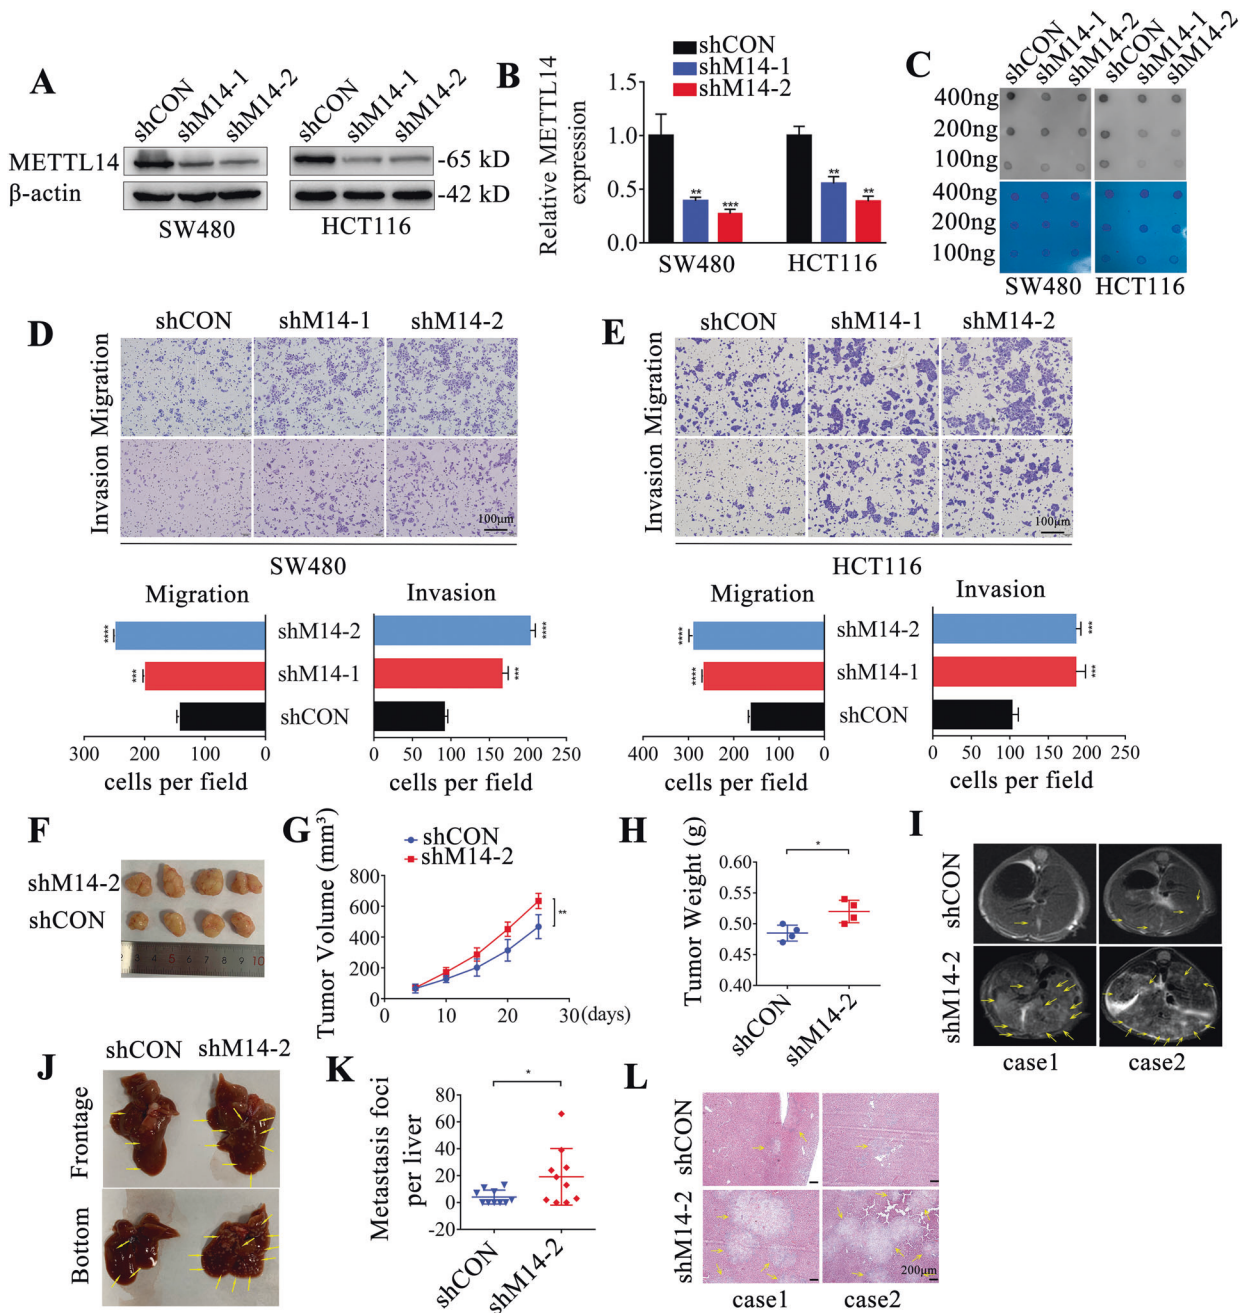 A
shCON
shM14-1
shM14-2
shCON
shM14-1
shM14-2
METTL14
-65 kD
β-actin
-42 kD
SW480
HCT116
B
shCON
shM14-1
shM14-2
Relative METTL14
expression
1.5
1.0
0.5
0.0
**
***
**
**
SW480
HCT116
C
shCON
shM14-1
shM14-2
shCON
shM14-1
shM14-2
400ng
200ng
100ng
400ng
200ng
100ng
SW480
HCT116
D
shCON
shM14-1
shM14-2
Invasion Migration
100μm
SW480
Migration
Invasion
shM14-2
shM14-1
shCON
****
***
****
***
300
200
100
0
0
50
100
150
200
250
cells per field
cells per field
E
shCON
shM14-1
shM14-2
Invasion Migration
100μm
HCT116
Migration
Invasion
shM14-2
shM14-1
shCON
****
****
***
***
400
300
200
100
0
0
50
100
150
200
250
cells per field
cells per field
F
shM14-2
shCON
3 4 5 6 7 8 9 10
G
shCON
shM14-2
Tumor Volume (mm³)
800
600
400
200
0
0
10
20
30
(days)
**
H
Tumor Weight (g)
0.60
0.55
0.50
0.45
0.40
*
shCON
shM14-2
I
shCON
shM14-2
case1
case2
J
shCON
shM14-2
Frontage
Bottom
K
Metastasis foci
per liver
80
60
40
20
0
-20
*
shCON
shM14-2
L
shCON
shM14-2
200μm
case1
case2